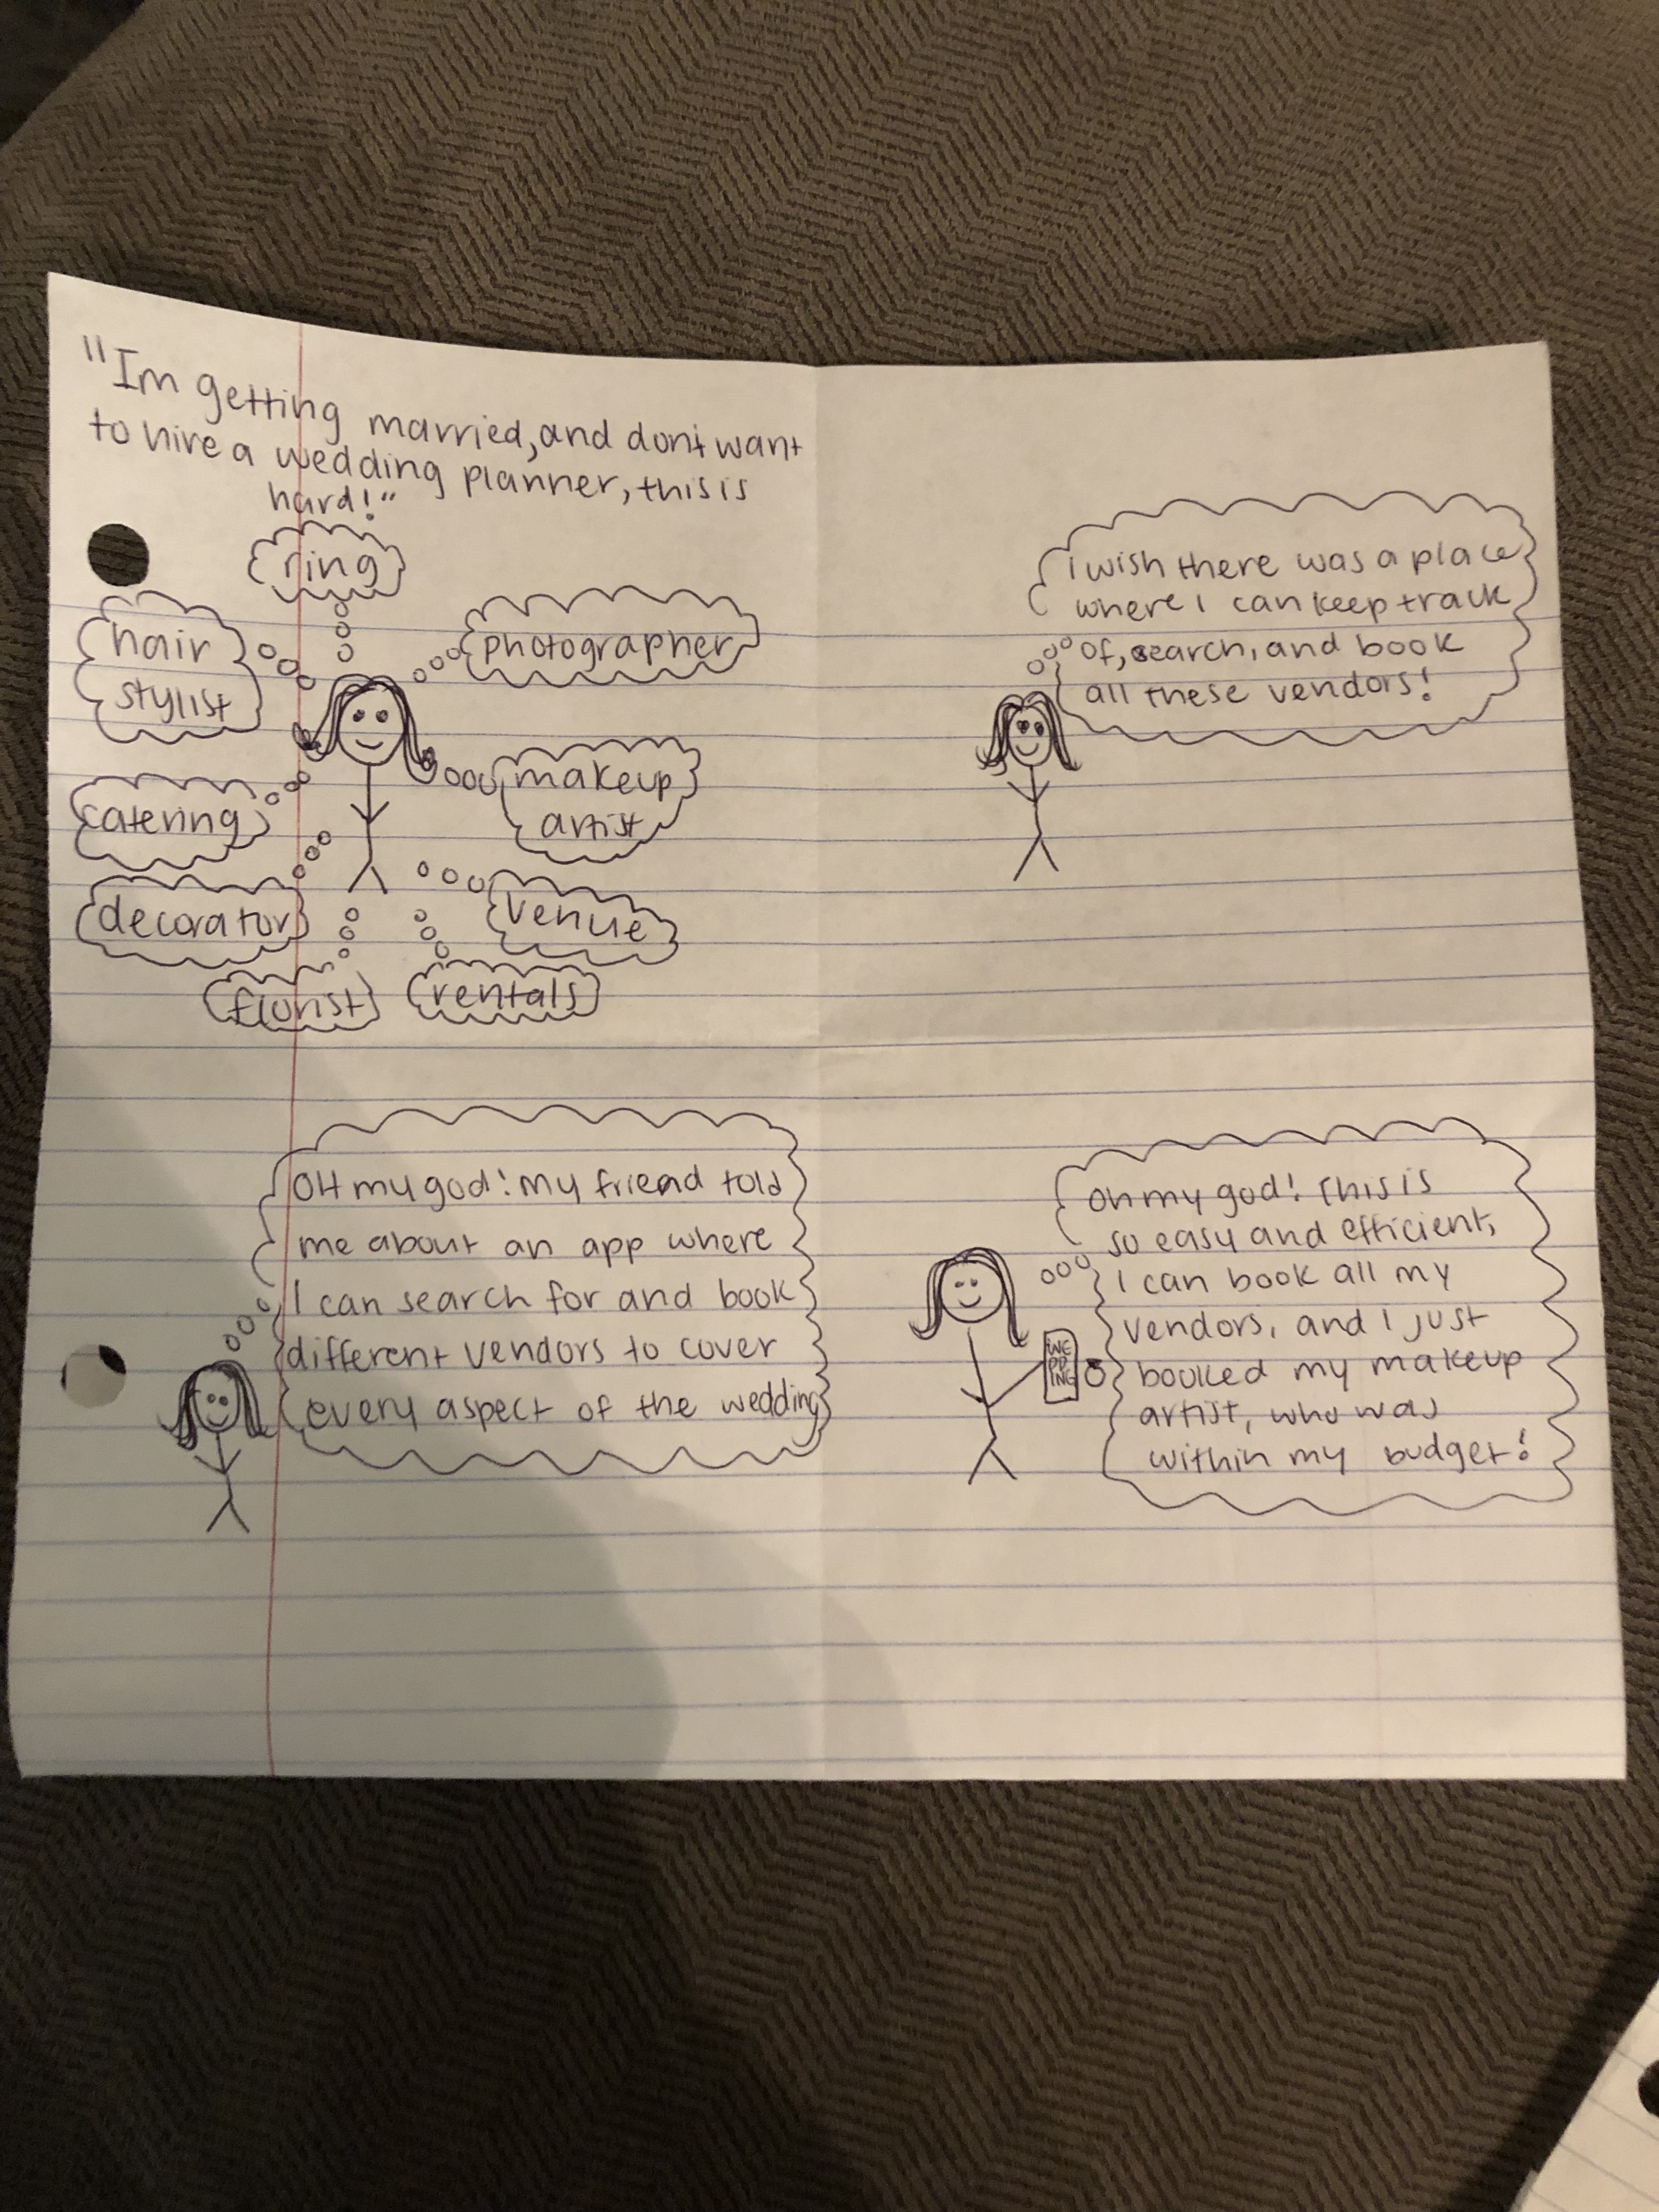 "Im getting married, and dont want
to hire a wedding planner, this is
hard!"
ring
hair
stylist
photographer
catering
makeup
artist
decorator
venue
florist
rentals
i wish there was a place
where I can keep track
of, search, and book
all these vendors!
OH my god! my friend told
me about an app where
I can search for and book
different vendors to cover
every aspect of the wedding
oh my god! This is
so easy and efficient,
I can book all my
vendors, and I just
booked my makeup
artist, who was
within my budget!
WE
DD
ING